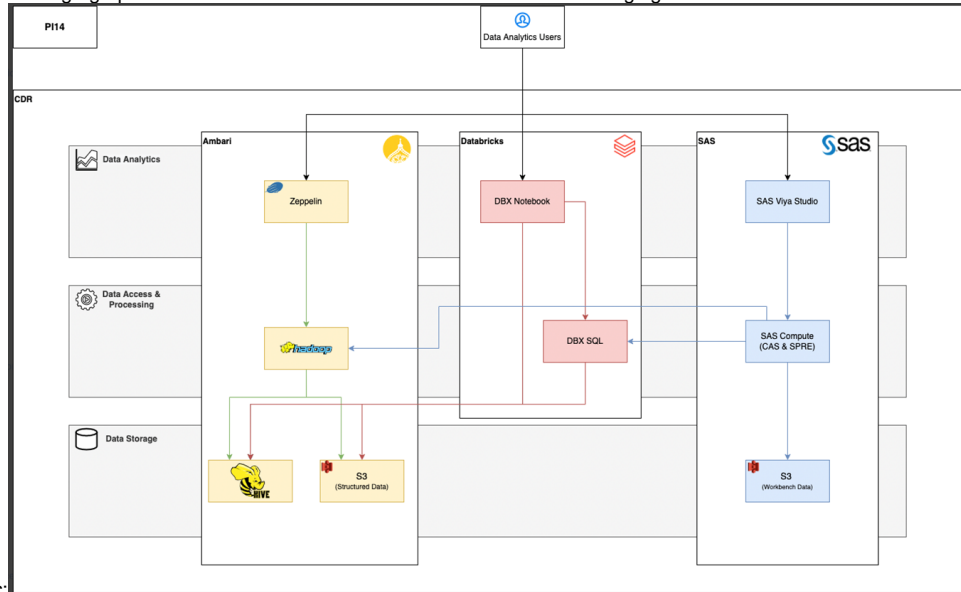 PI14
Data Analytics Users
CDR
Ambari
Databricks
SAS
sas
Data Analytics
Zeppelin
DBX Notebook
SAS Viya Studio
Data Access &
Processing
hadoop
DBX SQL
SAS Compute
(CAS & SPRE)
Data Storage
HIVE
S3
(Structured Data)
S3
(Workbench Data)